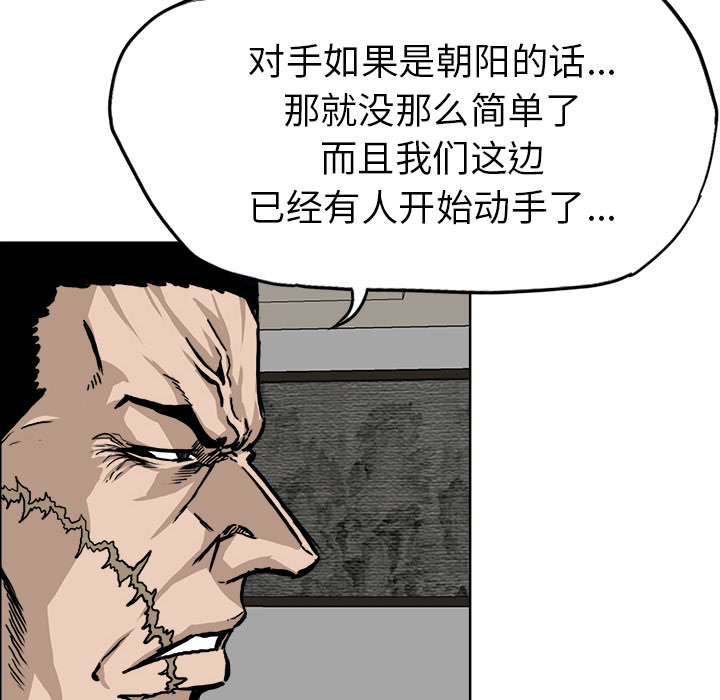 对手如果是朝阳的话…
那就没那么简单了
而且我们这边
已经有人开始动手了…